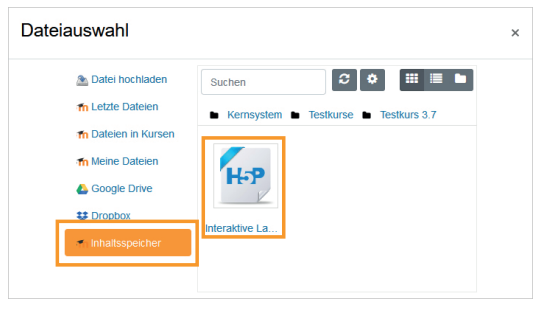 Dateiauswahl
×
Datei hochladen
Letzte Dateien
Dateien in Kursen
Meine Dateien
Google Drive
Dropbox
Inhaltsspeicher
Suchen
Kernsystem Testkurse Testkurs 3.7
H5P
Interaktive La...